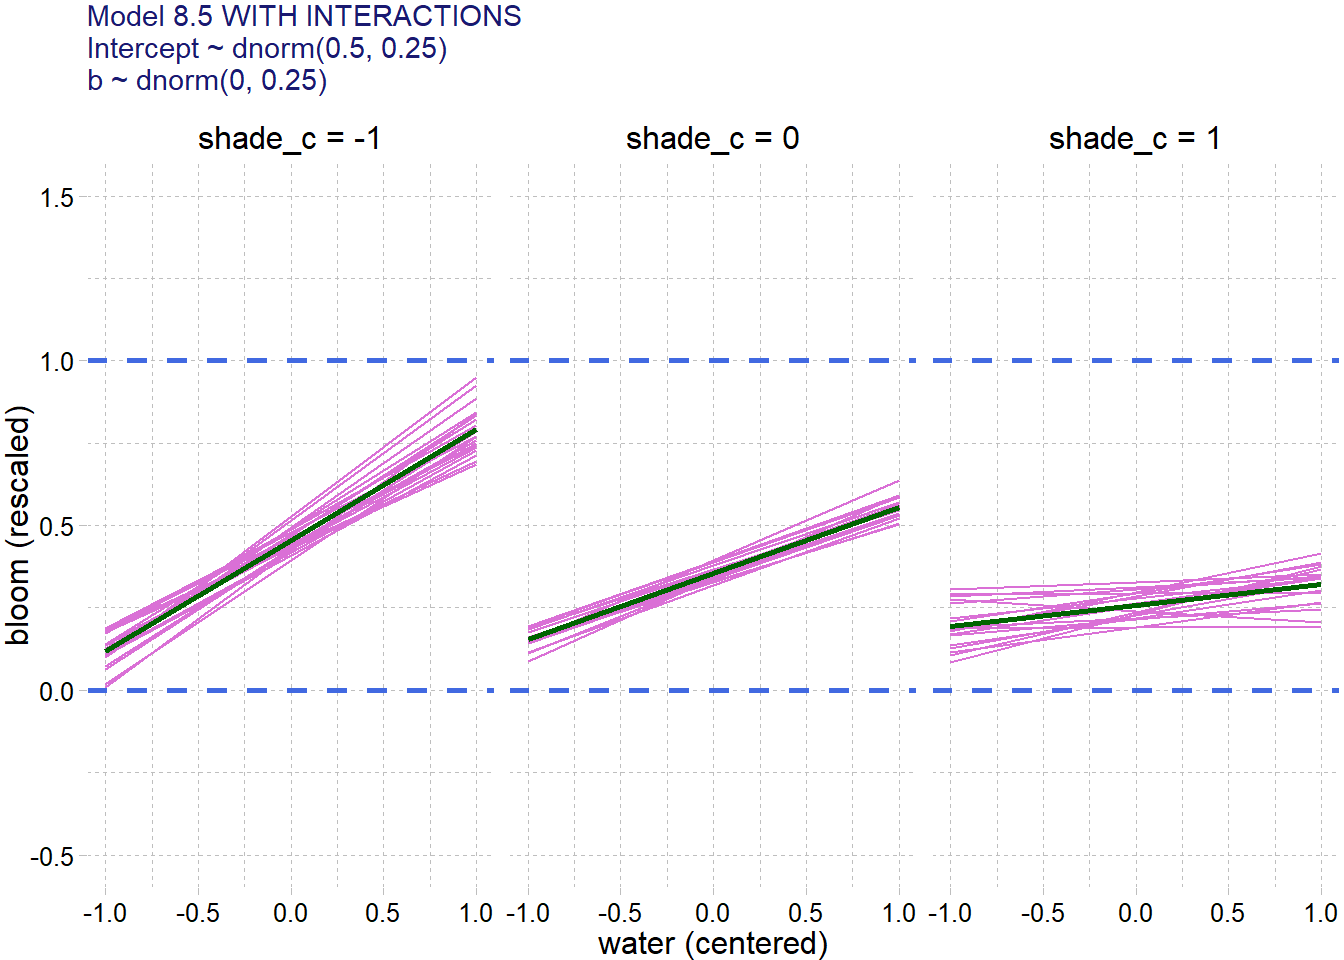 Model 8.5 WITH INTERACTIONS
Intercept ~ dnorm(0.5, 0.25)
b ~ dnorm(0, 0.25)
shade_c = -1
shade_c = 0
shade_c = 1
bloom (rescaled)
1.5
1.0
0.5
0.0
-0.5
-1.0 -0.5 0.0 0.5 1.0
-1.0 -0.5 0.0 0.5 1.0
-1.0 -0.5 0.0 0.5 1.0
water (centered)